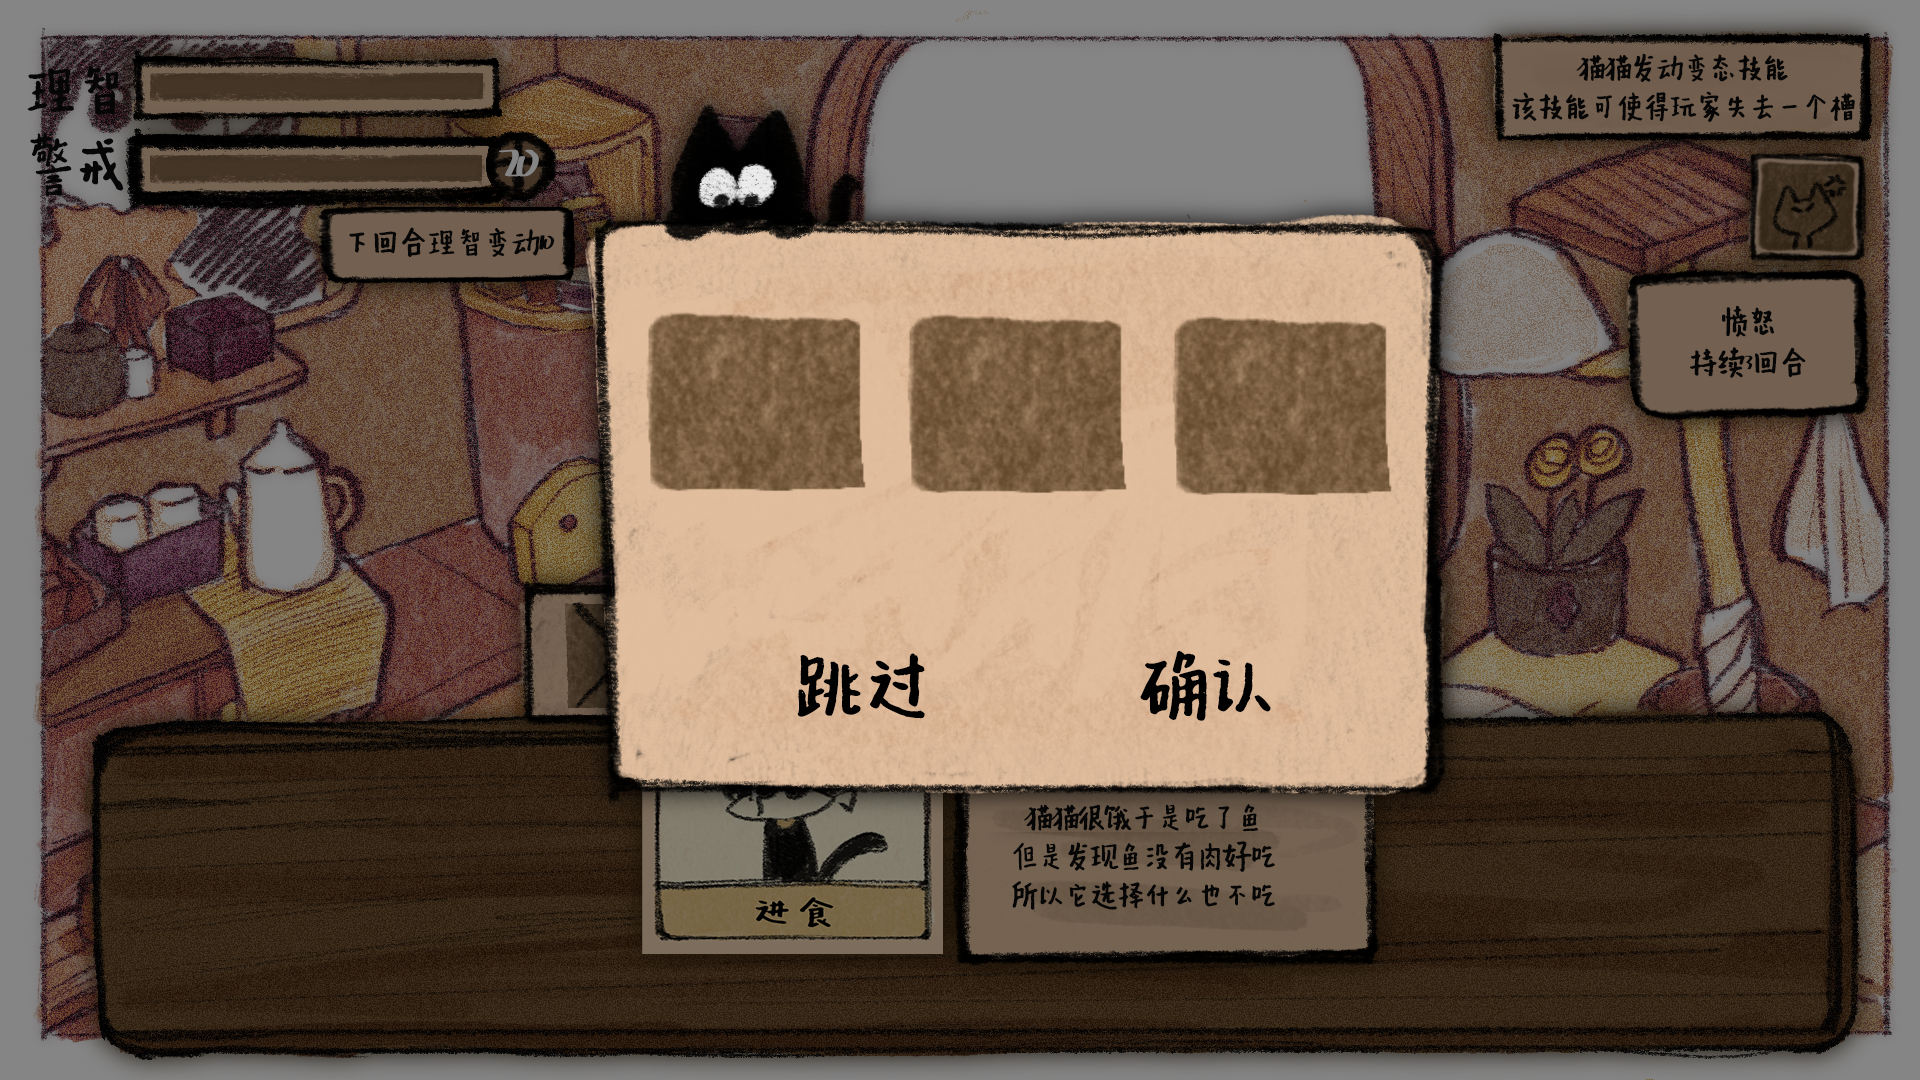 理智
警戒
10
下回合理智变动10
猫猫发动变态技能
该技能可使得玩家失去一个槽
愤怒
持续3回合
跳过
确认
进食
猫猫很饿于是吃了鱼
但是发现鱼没有肉好吃
所以它选择什么也不吃